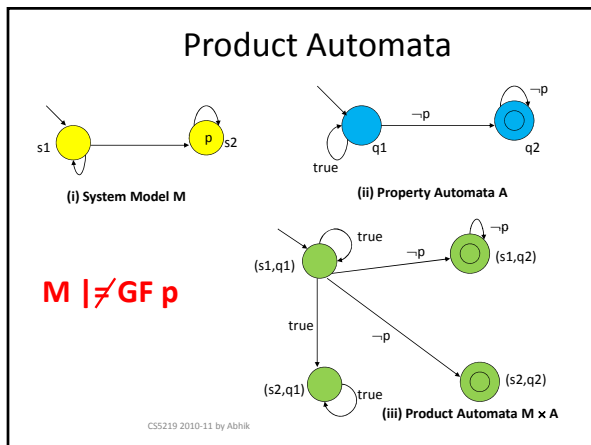 Product Automata
p
s1
s2
(i) System Model M
¬p
¬p
q1
q2
true
(ii) Property Automata A
true
¬p
¬p
(s1,q1)
(s1,q2)
M |≠ GF p
true
¬p
(s2,q1)
true
(s2,q2)
(iii) Product Automata M × A
CS5219 2010-11 by Abhik